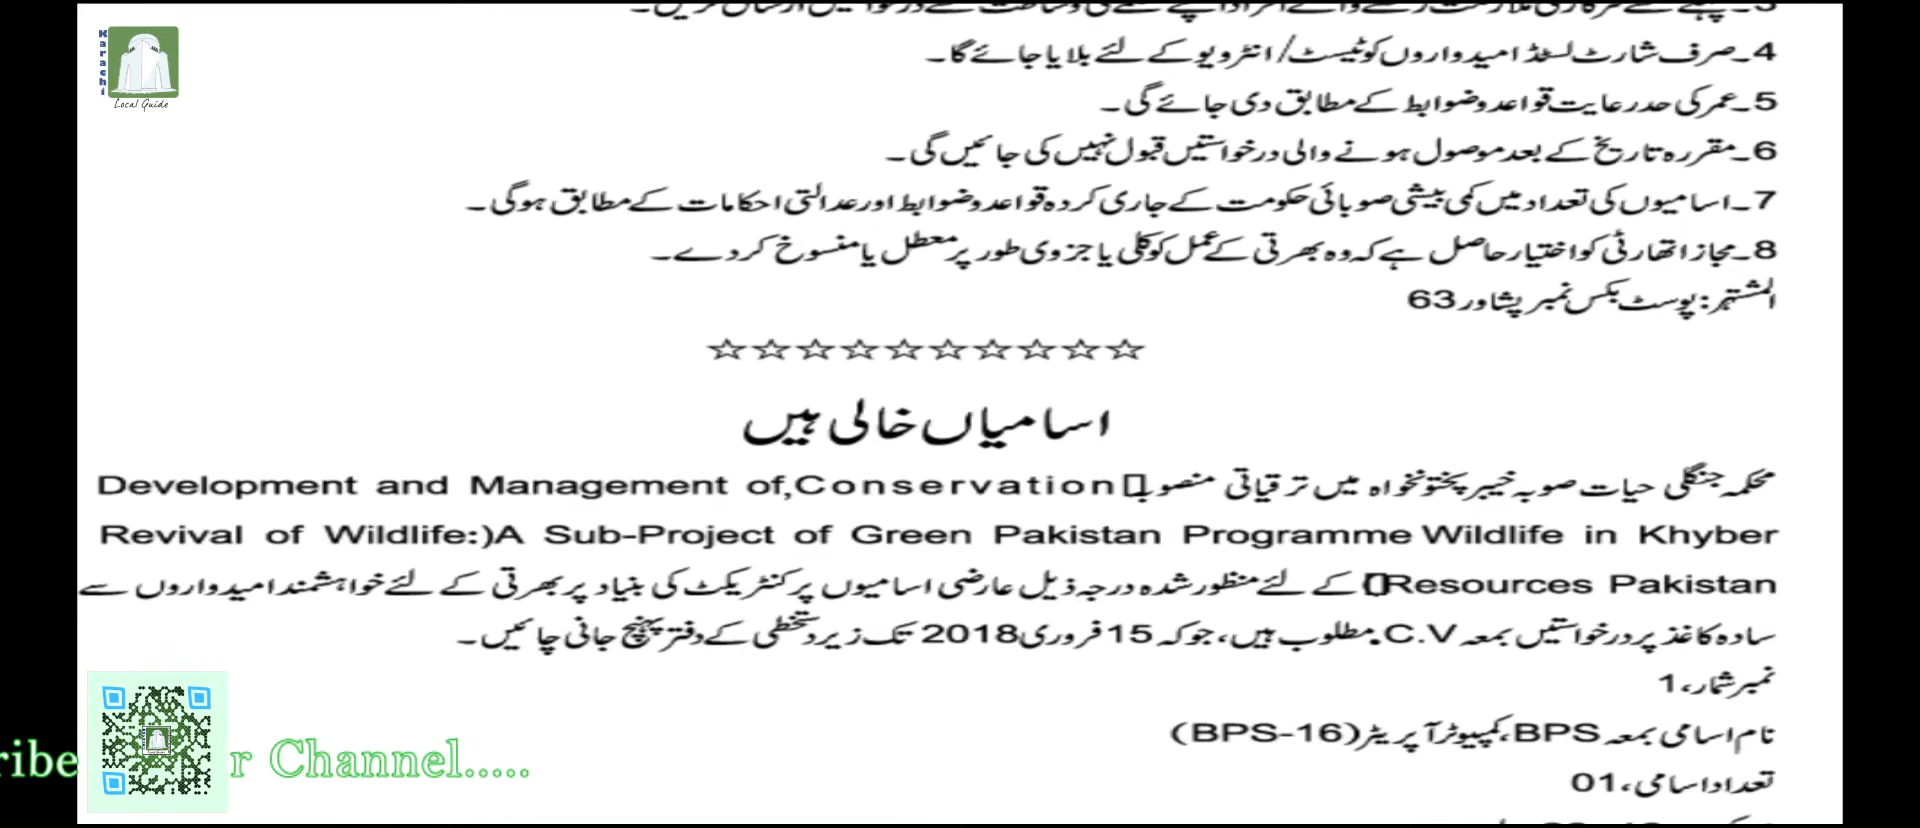 4۔صرف شارٹ لسٹڈ امیدواروں کو ٹیسٹ/انٹرویو کے لئے بلایا جائے گا۔
5۔عمر کی حد رعایت قواعد و ضوابط کے مطابق دی جائے گی۔
6۔مقررہ تاریخ کے بعد موصول ہونے والی درخواستیں قبول نہیں کی جائیں گی۔
7۔اسامیوں کی تعداد میں کمی بیشی صوبائی حکومت کے جاری کردہ قواعد و ضوابط اور عدالتی احکامات کے مطابق ہوگی۔
8۔مجاز اتھارٹی کو اختیار حاصل ہے کہ وہ بھرتی کے عمل کو کلی یا جزوی طور پر معطل یا منسوخ کر دے۔
المشتہر: پوسٹ بکس نمبر پشاور 63
☆☆☆☆☆☆☆☆☆☆
اسامیاں خالی ہیں
محکمہ جنگلی حیات صوبہ خیبر پختونخواہ میں ترقیاتی Development and Management of,Conservation
Revival of Wildlife:)A Sub-Project of Green Pakistan Programme Wildlife in Khyber
Resources Pakistan کے لئے منظور شدہ درجہ ذیل عارضی اسامیوں پر کنٹریکٹ کی بنیاد پر بھرتی کے لئے خواہشمند امیدواروں سے
سادہ کاغذ پر درخواستیں بمعہ C.V. مطلوب ہیں، جو کہ 15 فروری 2018 تک زیر دستخطی کے دفتر پہنچ جانی چائیں۔
نمبر شمار، 1
نام اسامی بمعہ BPS، کمپیوٹر آپریٹر (BPS-16)
تعداد اسامی، 01
Karachi
Local Guide
r Channel.....